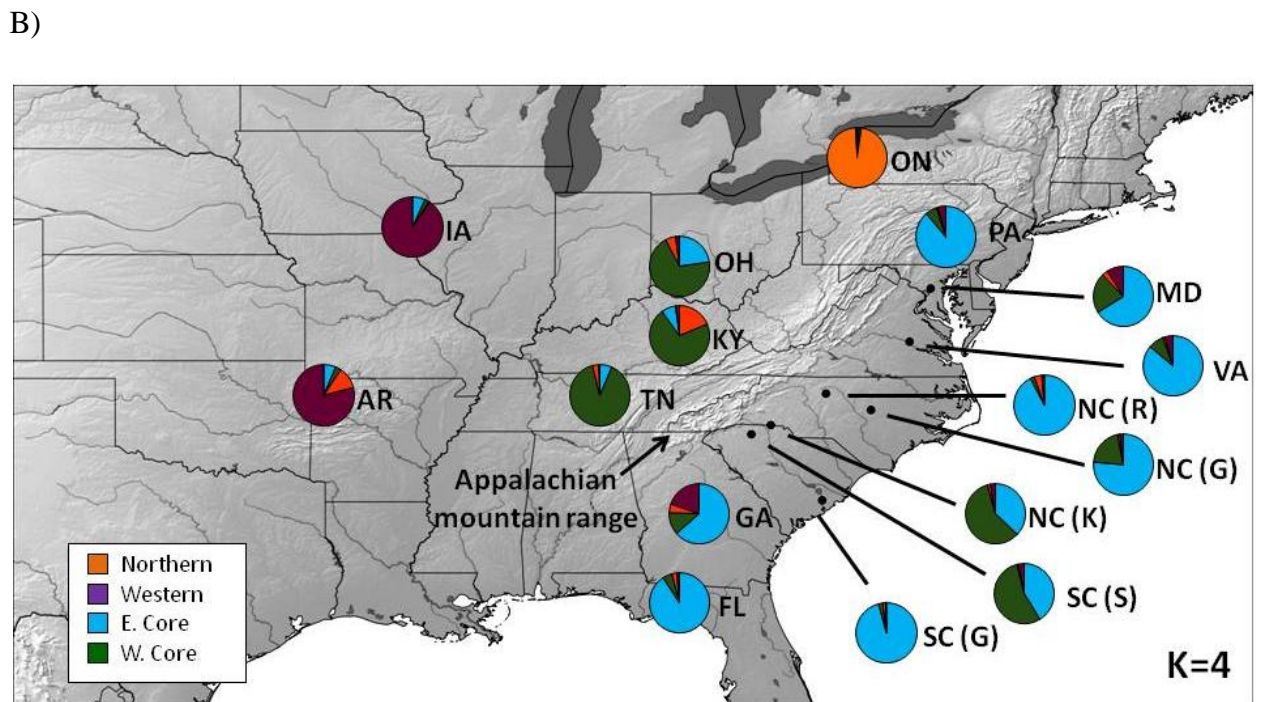 B)
ON
IA
PA
OH
MD
KY
VA
AR
TN
NC (R)
NC (G)
Appalachian
mountain range
GA
NC (K)
Northern
Western
E. Core
W. Core
FL
SC (S)
SC (G)
K=4